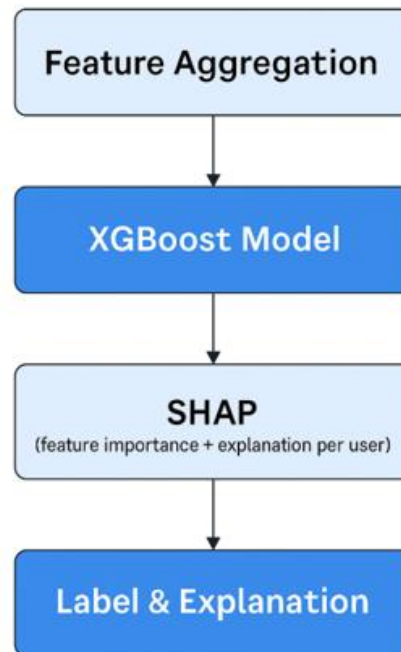 Feature Aggregation
XGBoost Model
SHAP
(feature importance + explanation per user)
Label & Explanation